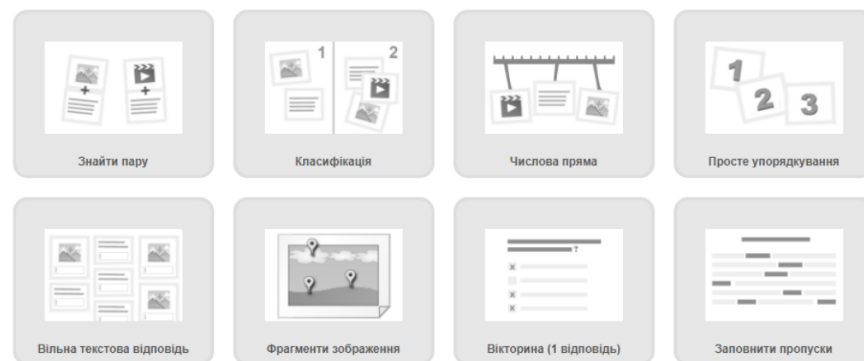 1 2
1
2
3
Знайти пару
Класифікація
Числова пряма
Просте упорядкування
?
x
x
x
Вільна текстова відповідь
Фрагменти зображення
Вікторина (1 відповідь)
Заповнити пропуски